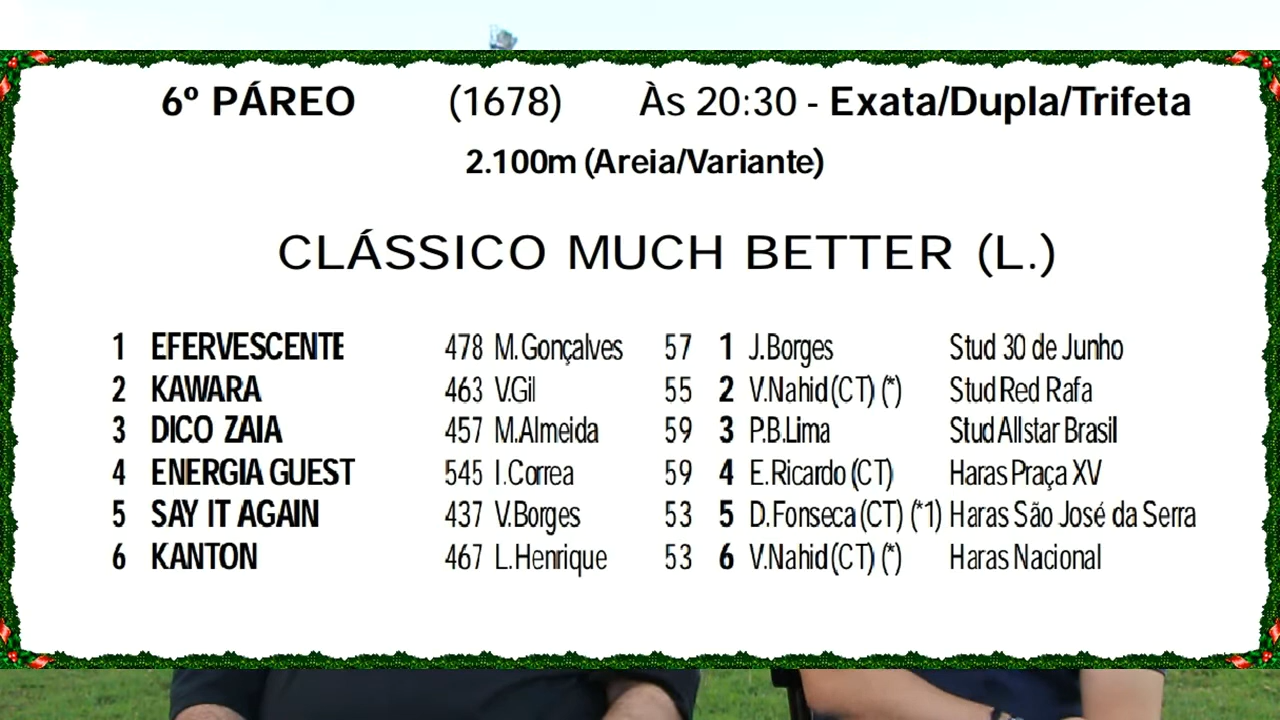 6º PÁREO (1678) Às 20:30 - Exata/Dupla/Trifeta
2.100m (Areia/Variante)
CLÁSSICO MUCH BETTER (L.)
1 EFERVESCENTE 478 M.Gonçalves 57 1 J.Borges Stud 30 de Junho
2 KAWARA 463 V.Gil 55 2 V.Nahid (CT) (*) Stud Red Rafa
3 DICO ZAIA 457 M.Almeida 59 3 P.B.Lima Stud Allstar Brasil
4 ENERGIA GUEST 545 I.Correa 59 4 E.Ricardo (CT) Haras Praça XV
5 SAY IT AGAIN 437 V.Borges 53 5 D.Fonseca (CT) (*1) Haras São José da Serra
6 KANTON 467 L.Henrique 53 6 V.Nahid (CT) (*) Haras Nacional